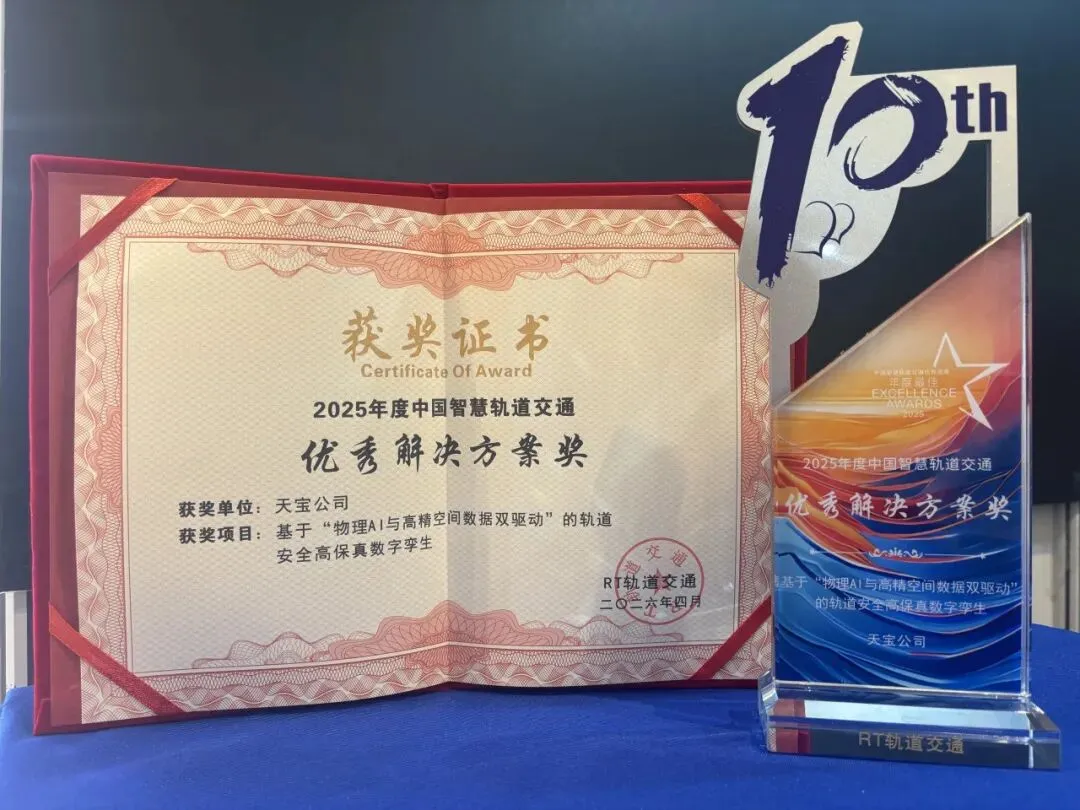 获奖证书
Certificate Of Award
2025年度中国智慧轨道交通
优秀解决方案奖
获奖单位：天宝公司
获奖项目：基于“物理AI与高精空间数据双驱动”的轨道
安全高保真数字孪生
RT轨道交通
二〇二六年四月
10th
年度最佳
EXCELLENCE
AWARDS
2025
2025年度中国智慧轨道交通
优秀解决方案奖
基于“物理AI与高精空间数据双驱动”
的轨道安全高保真数字孪生
天宝公司
RT轨道交通